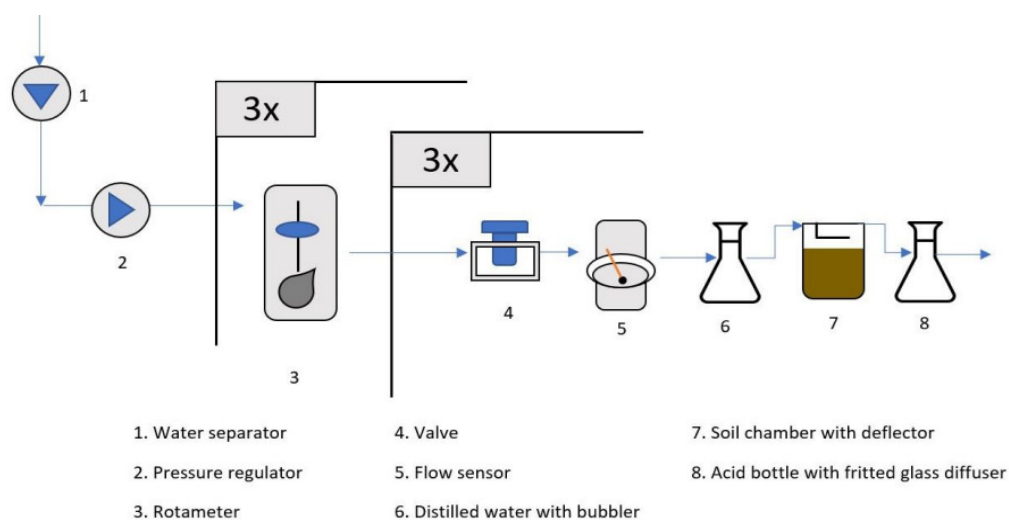 1
3x
3x
2
4
5
6
7
8
3
1. Water separator
4. Valve
7. Soil chamber with deflector
2. Pressure regulator
5. Flow sensor
8. Acid bottle with fritted glass diffuser
3. Rotameter
6. Distilled water with bubbler